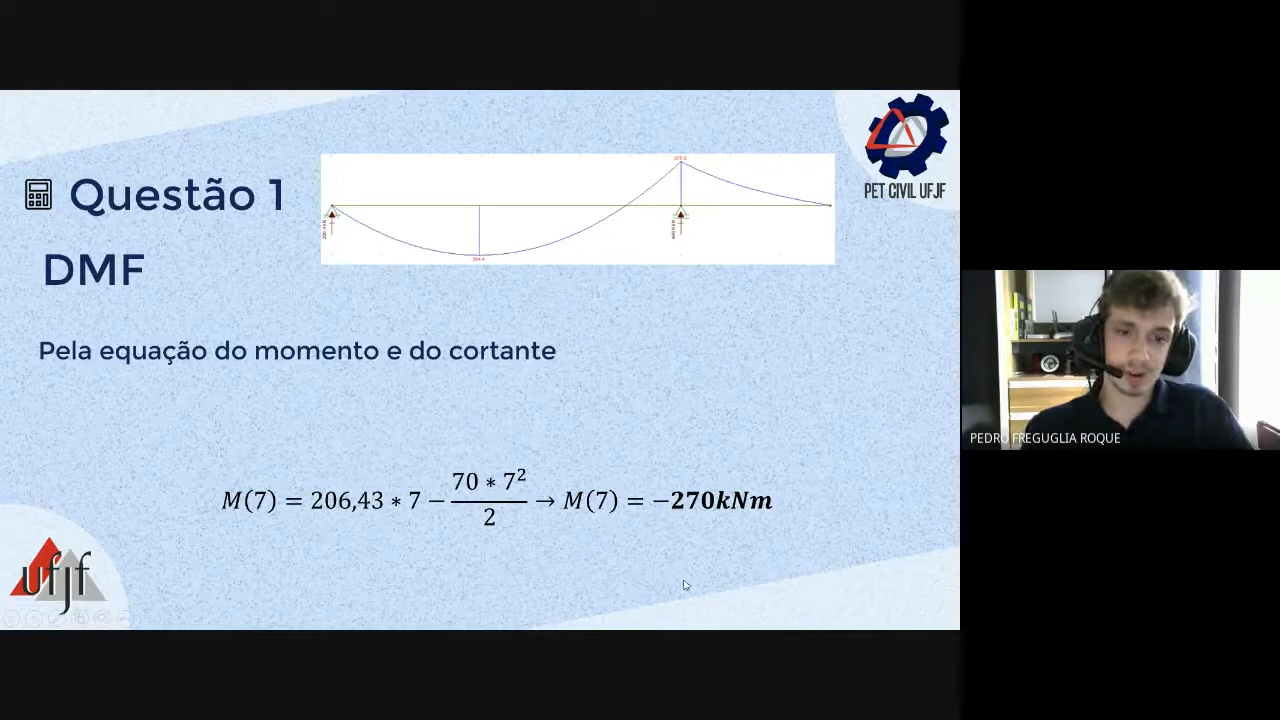 Questão 1
DMF
Pela equação do momento e do cortante
M(7) = 206,43 * 7 − 70 * 7² / 2 → M(7) = −270kNm
PET CIVIL UFJF
ufjf
PEDRO FREGUGLIA ROQUE